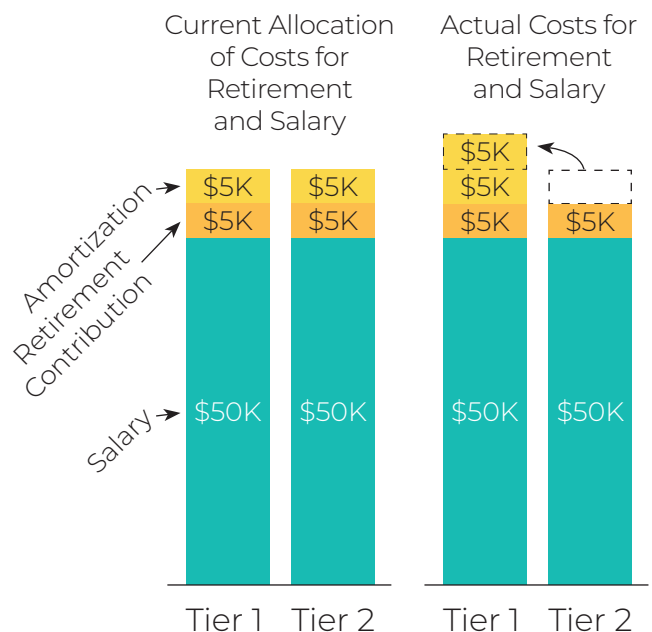 Current Allocation
of Costs for
Retirement
and Salary
Actual Costs for
Retirement
and Salary
Amortization
Retirement
Contribution
Salary
$5K
$5K
$5K
$5K
$50K
$50K
$5K
$5K
$5K
$5K
$50K
$50K
Tier 1
Tier 2
Tier 1
Tier 2